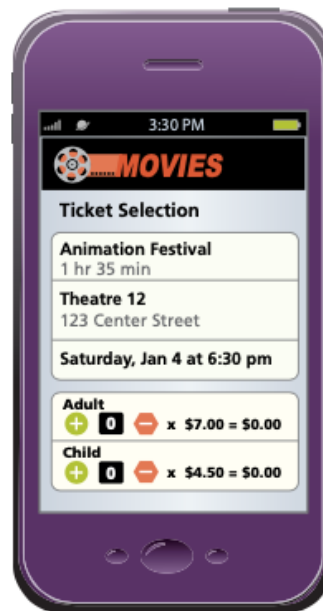 3:30 PM
MOVIES
Ticket Selection
Animation Festival
1 hr 35 min
Theatre 12
123 Center Street
Saturday, Jan 4 at 6:30 pm
Adult
+ 0 − x $7.00 = $0.00
Child
+ 0 − x $4.50 = $0.00